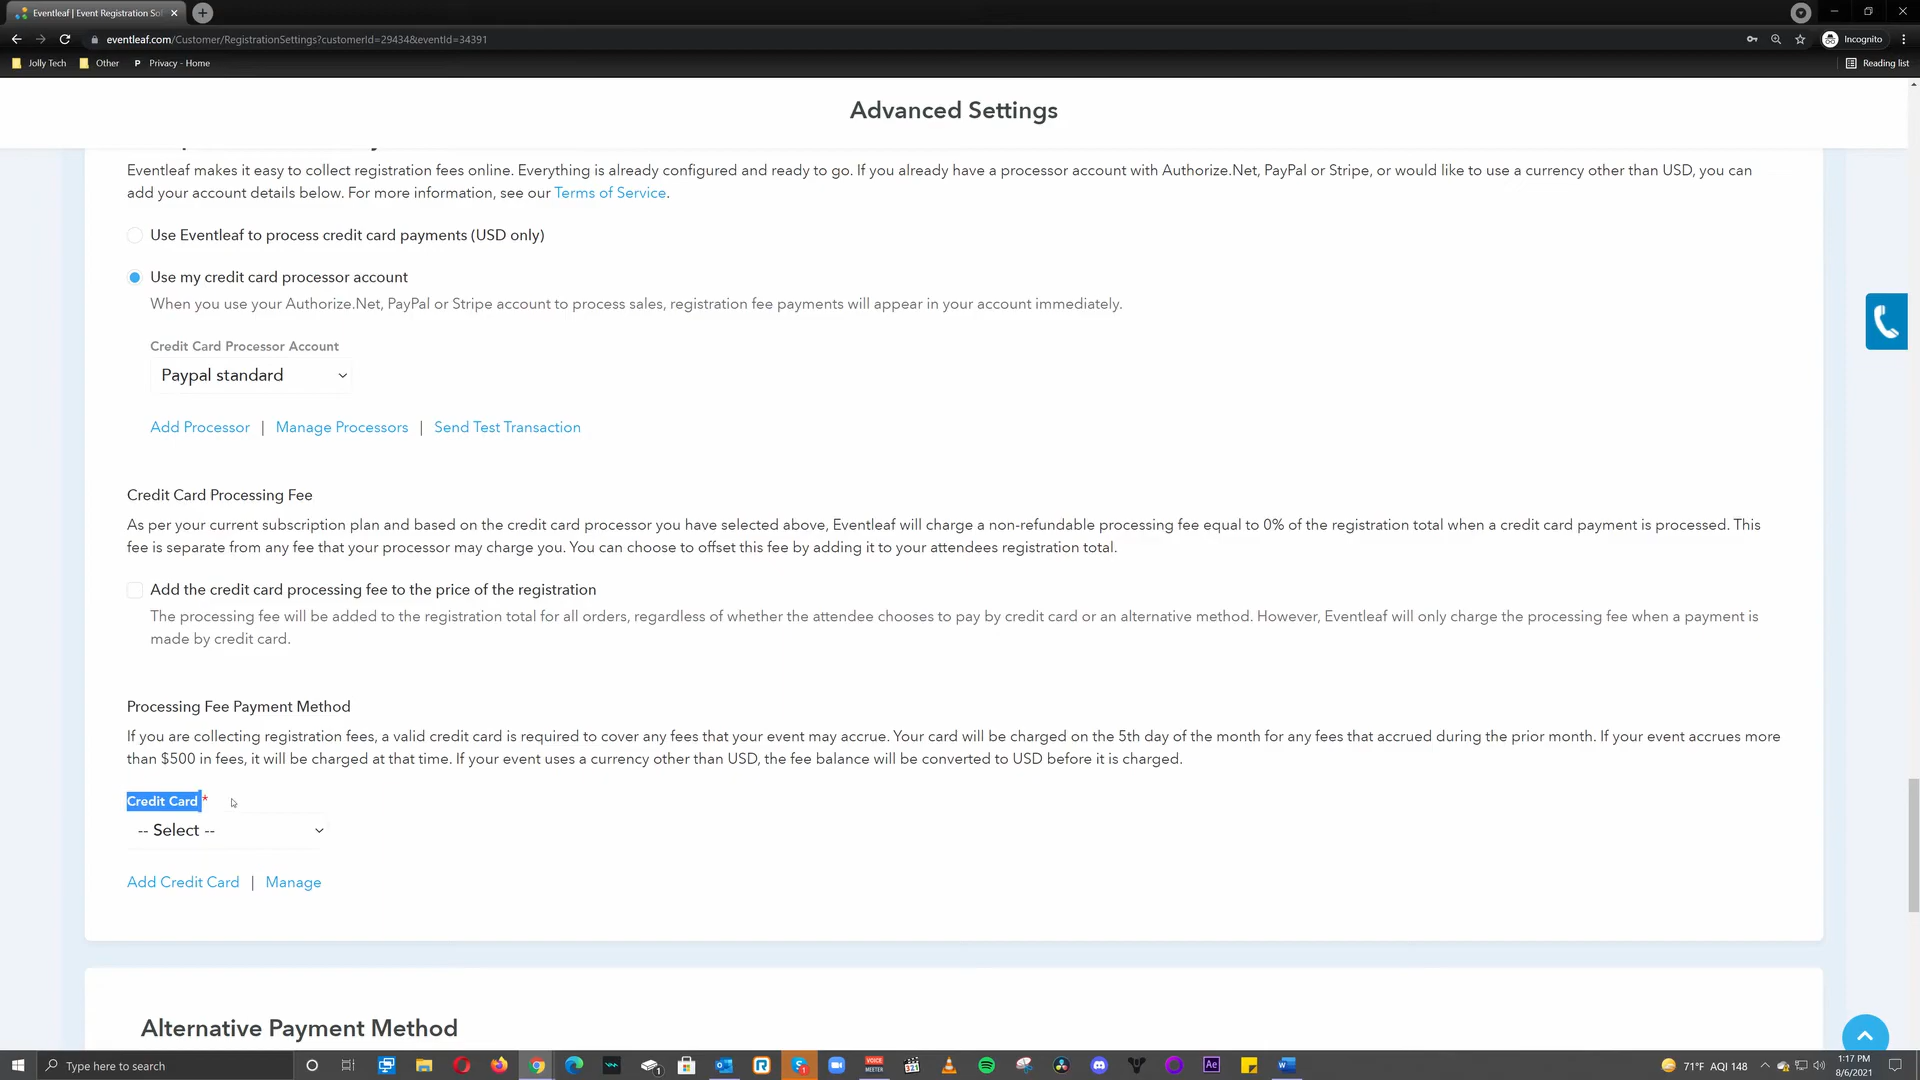 Eventleaf | Event Registration Sol
eventleaf.com/Customer/RegistrationSettings?customerId=29434&eventId=34391
Incognito
Jolly Tech
Other
P Privacy - Home
Reading list
Advanced Settings
Eventleaf makes it easy to collect registration fees online. Everything is already configured and ready to go. If you already have a processor account with Authorize.Net, PayPal or Stripe, or would like to use a currency other than USD, you can
add your account details below. For more information, see our Terms of Service.
Use Eventleaf to process credit card payments (USD only)
Use my credit card processor account
When you use your Authorize.Net, PayPal or Stripe account to process sales, registration fee payments will appear in your account immediately.
Credit Card Processor Account
Paypal standard
Add Processor | Manage Processors | Send Test Transaction
Credit Card Processing Fee
As per your current subscription plan and based on the credit card processor you have selected above, Eventleaf will charge a non-refundable processing fee equal to 0% of the registration total when a credit card payment is processed. This
fee is separate from any fee that your processor may charge you. You can choose to offset this fee by adding it to your attendees registration total.
Add the credit card processing fee to the price of the registration
The processing fee will be added to the registration total for all orders, regardless of whether the attendee chooses to pay by credit card or an alternative method. However, Eventleaf will only charge the processing fee when a payment is
made by credit card.
Processing Fee Payment Method
If you are collecting registration fees, a valid credit card is required to cover any fees that your event may accrue. Your card will be charged on the 5th day of the month for any fees that accrued during the prior month. If your event accrues more
than $500 in fees, it will be charged at that time. If your event uses a currency other than USD, the fee balance will be converted to USD before it is charged.
Credit Card *
-- Select --
Add Credit Card | Manage
Alternative Payment Method
Type here to search
VOICE
MEETER
Ae
71°F AQI 148
1:17 PM
8/6/2021